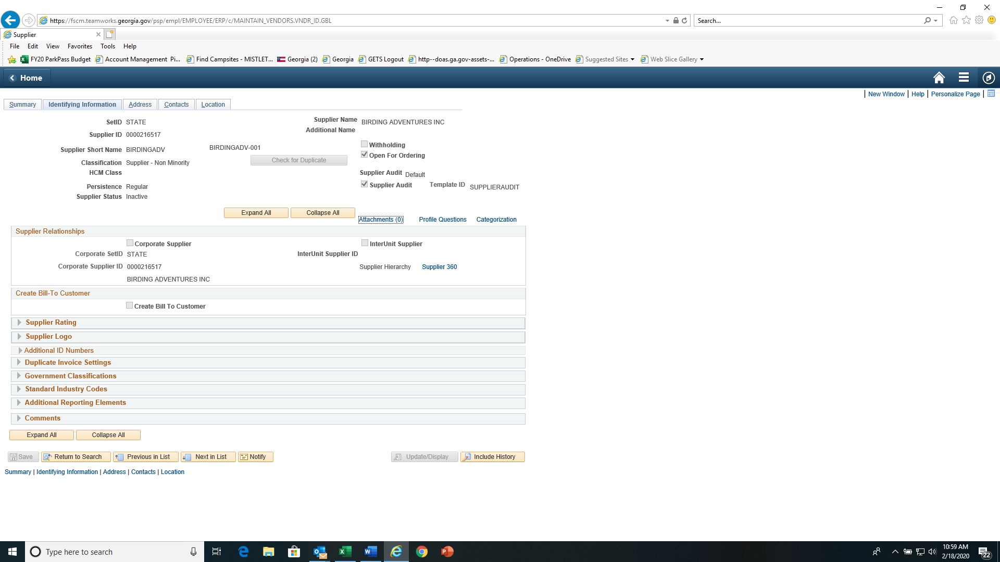 https://fscm.teamworks.georgia.gov/psp/empl/EMPLOYEE/ERP/c/MAINTAIN_VENDORS.VNDR_ID.GBL
Search...
Supplier
File Edit View Favorites Tools Help
FY20 ParkPass Budget Account Management Pi... Find Campsites - MISTLET... Georgia (2) Georgia GETS Logout http--doas.ga.gov-assets-... Operations - OneDrive Suggested Sites Web Slice Gallery
Home
New Window | Help | Personalize Page |
Summary Identifying Information Address Contacts Location
SetID STATE Supplier Name BIRDING ADVENTURES INC
Additional Name
Supplier ID 0000216517
Withholding
Supplier Short Name BIRDINGADV BIRDINGADV-001
Open For Ordering
Classification Supplier - Non Minority Check for Duplicate
HCM Class Supplier Audit Default
Persistence Regular Supplier Audit Template ID SUPPLIERAUDIT
Supplier Status Inactive
Expand All Collapse All Attachments (0) Profile Questions Categorization
Supplier Relationships
Corporate Supplier InterUnit Supplier
Corporate SetID STATE InterUnit Supplier ID
Corporate Supplier ID 0000216517 Supplier Hierarchy Supplier 360
BIRDING ADVENTURES INC
Create Bill-To Customer
Create Bill To Customer
Supplier Rating
Supplier Logo
Additional ID Numbers
Duplicate Invoice Settings
Government Classifications
Standard Industry Codes
Additional Reporting Elements
Comments
Expand All Collapse All
Save Return to Search Previous in List Next in List Notify Update/Display Include History
Summary | Identifying Information | Address | Contacts | Location
Type here to search
10:59 AM
2/18/2020
22